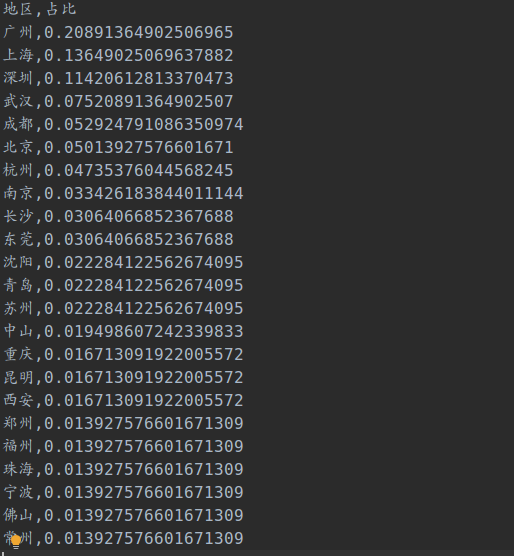 地区,占比
广州,0.20891364902506965
上海,0.13649025069637882
深圳,0.11420612813370473
武汉,0.07520891364902507
成都,0.052924791086350974
北京,0.05013927576601671
杭州,0.04735376044568245
南京,0.033426183844011144
长沙,0.03064066852367688
东莞,0.03064066852367688
沈阳,0.022284122562674095
青岛,0.022284122562674095
苏州,0.022284122562674095
中山,0.019498607242339833
重庆,0.016713091922005572
昆明,0.016713091922005572
西安,0.016713091922005572
郑州,0.013927576601671309
福州,0.013927576601671309
珠海,0.013927576601671309
宁波,0.013927576601671309
佛山,0.013927576601671309
常州,0.013927576601671309